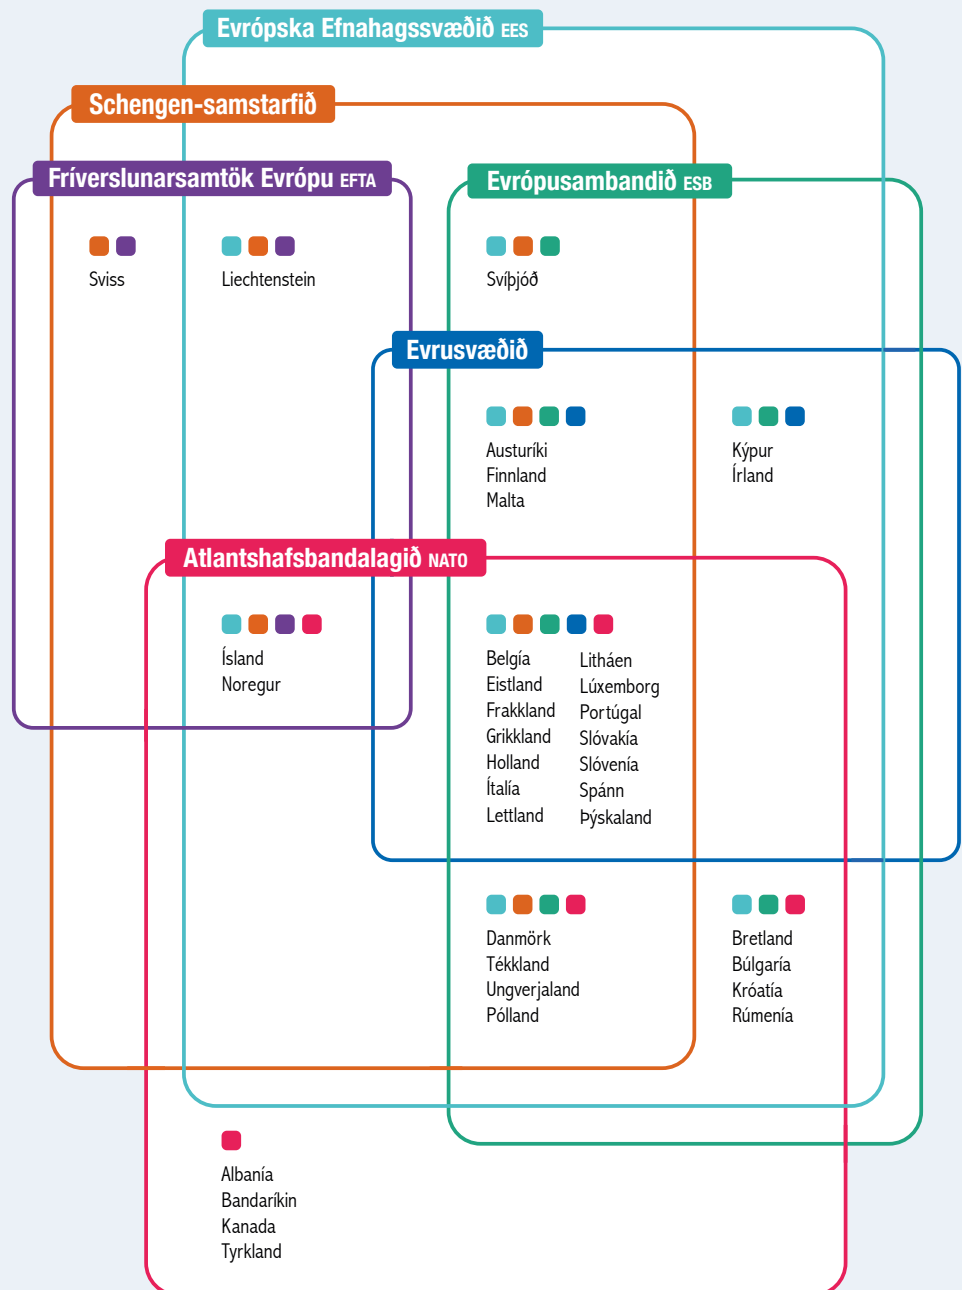 Evrópska Efnahagssvæðið EES
Schengen-samstarfið
Fríverslunarsamtök Evrópu EFTA
Evrópusambandið ESB
Sviss
Liechtenstein
Svíþjóð
Evrusvæðið
Austuríki
Finnland
Malta
Kýpur
Írland
Atlantshafsbandalagið NATO
Ísland
Noregur
Belgía
Eistland
Frakkland
Grikkland
Holland
Ítalía
Lettland
Litháen
Lúxemborg
Portúgal
Slóvakía
Slóvenía
Spánn
Þýskaland
Danmörk
Tékkland
Ungverjaland
Pólland
Bretland
Búlgaría
Króatía
Rúmenía
Albanía
Bandaríkin
Kanada
Tyrkland